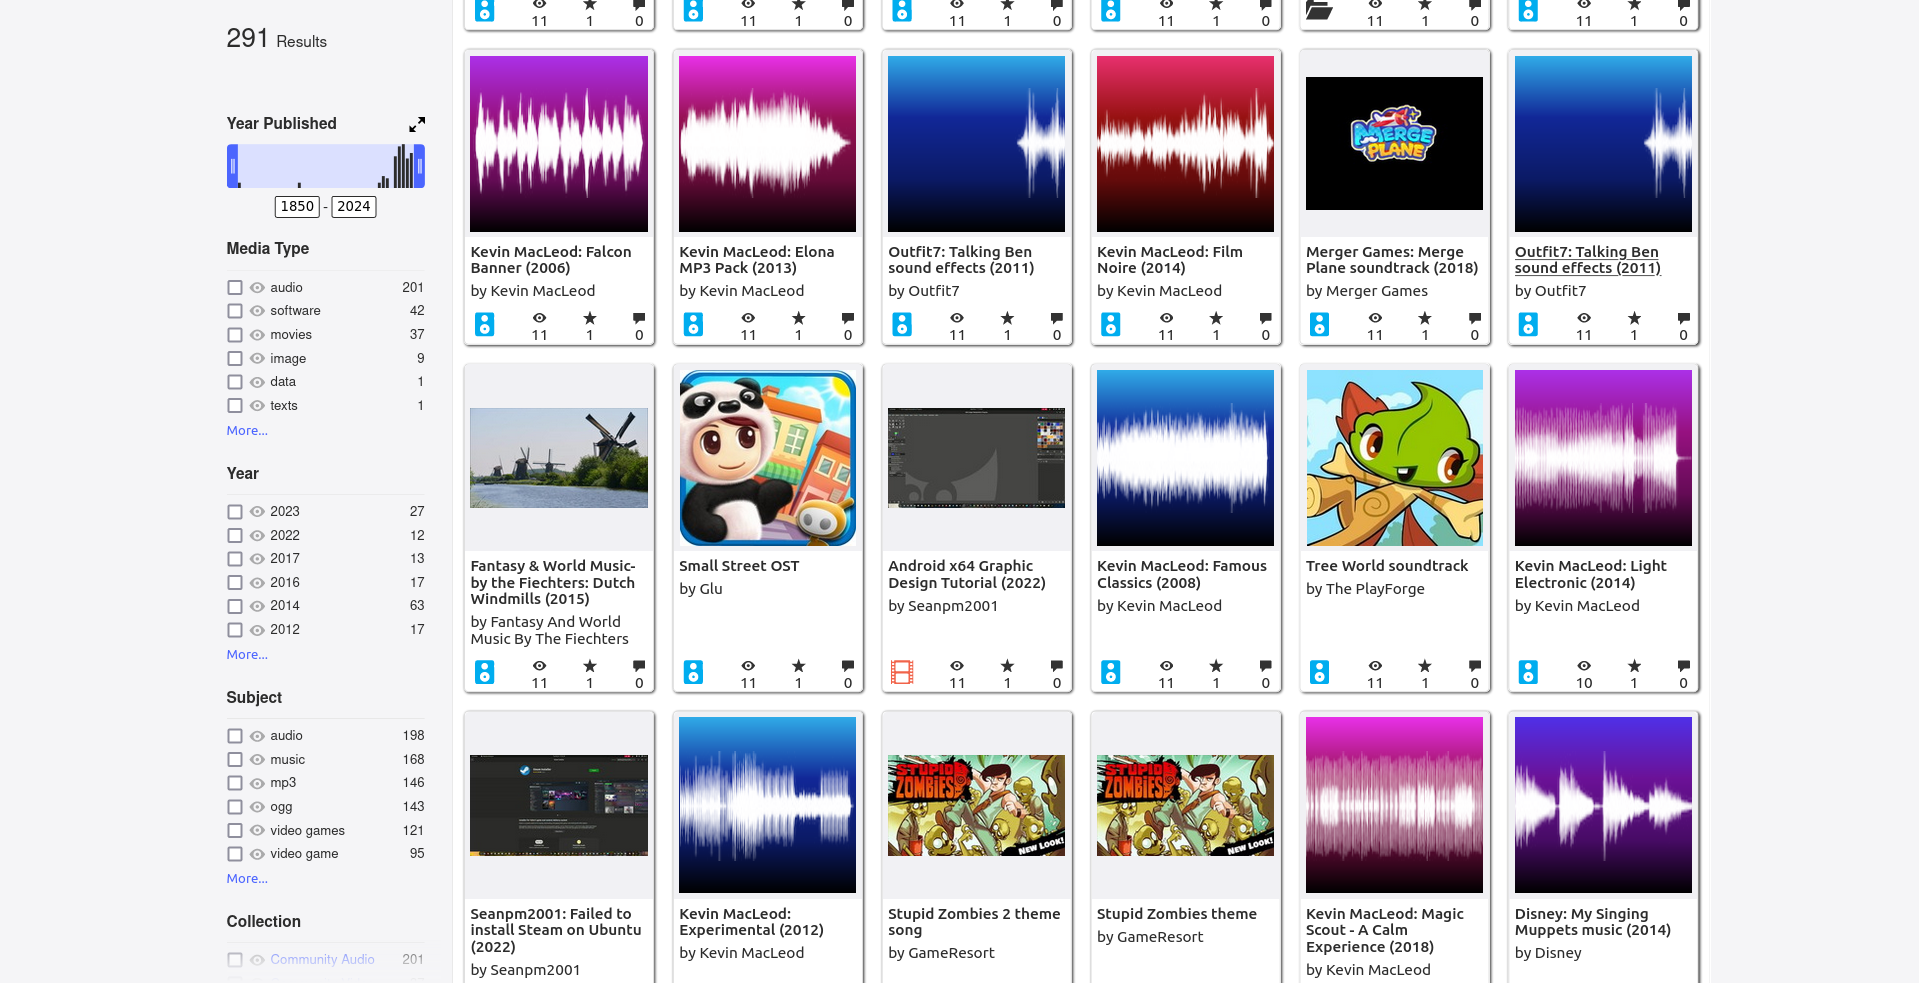 11 1 0
11 1 0
11 1 0
11 1 0
11 1 0
11 1 0
291 Results
Year Published
1850 - 2024
Media Type
audio 201
software 42
movies 37
image 9
data 1
texts 1
More...
Year
2023 27
2022 12
2017 13
2016 17
2014 63
2012 17
More...
Subject
audio 198
music 168
mp3 146
ogg 143
video games 121
video game 95
More...
Collection
Community Audio 201
Kevin MacLeod: Falcon
Banner (2006)
by Kevin MacLeod
11 1 0
Kevin MacLeod: Elona
MP3 Pack (2013)
by Kevin MacLeod
11 1 0
Outfit7: Talking Ben
sound effects (2011)
by Outfit7
11 1 0
Kevin MacLeod: Film
Noire (2014)
by Kevin MacLeod
11 1 0
MERGE
PLANE
Merger Games: Merge
Plane soundtrack (2018)
by Merger Games
11 1 0
Outfit7: Talking Ben
sound effects (2011)
by Outfit7
11 1 0
Fantasy & World Music-
by the Fiechters: Dutch
Windmills (2015)
by Fantasy And World
Music By The Fiechters
11 1 0
Small Street OST
by Glu
11 1 0
Android x64 Graphic
Design Tutorial (2022)
by Seanpm2001
11 1 0
Kevin MacLeod: Famous
Classics (2008)
by Kevin MacLeod
11 1 0
Tree World soundtrack
by The PlayForge
11 1 0
Kevin MacLeod: Light
Electronic (2014)
by Kevin MacLeod
10 1 0
Seanpm2001: Failed to
install Steam on Ubuntu
(2022)
by Seanpm2001
Kevin MacLeod:
Experimental (2012)
by Kevin MacLeod
STUPID
ZOMBIES
NEW LOOK!
Stupid Zombies 2 theme
song
by GameResort
STUPID
ZOMBIES
NEW LOOK!
Stupid Zombies theme
by GameResort
Kevin MacLeod: Magic
Scout - A Calm
Experience (2018)
by Kevin MacLeod
Disney: My Singing
Muppets music (2014)
by Disney